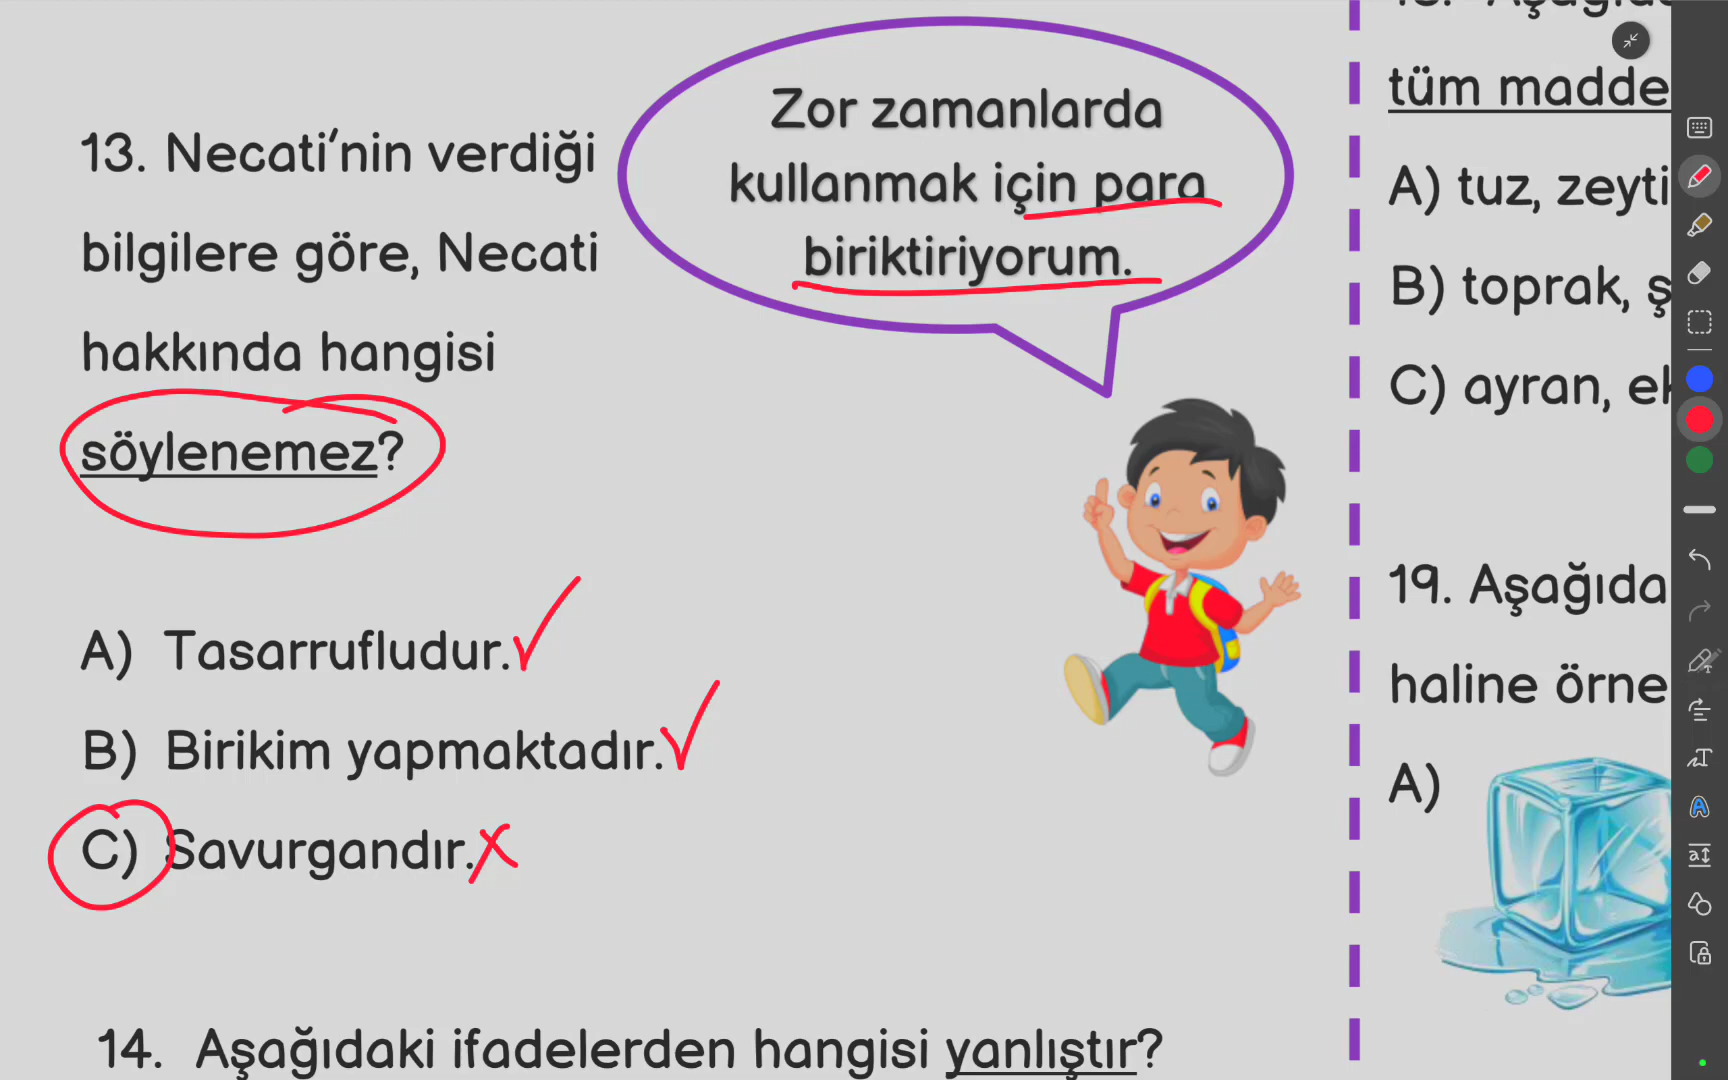 13. Necati'nin verdiği
bilgilere göre, Necati
hakkında hangisi
söylenemez?
Zor zamanlarda
kullanmak için para
biriktiriyorum.
A) Tasarrufludur.
B) Birikim yapmaktadır.
C) Savurgandır.
14. Aşağıdaki ifadelerden hangisi yanlıştır?
tüm madde
A) tuz, zeyti
B) toprak, ş
C) ayran, ek
19. Aşağıda
haline örne
A)